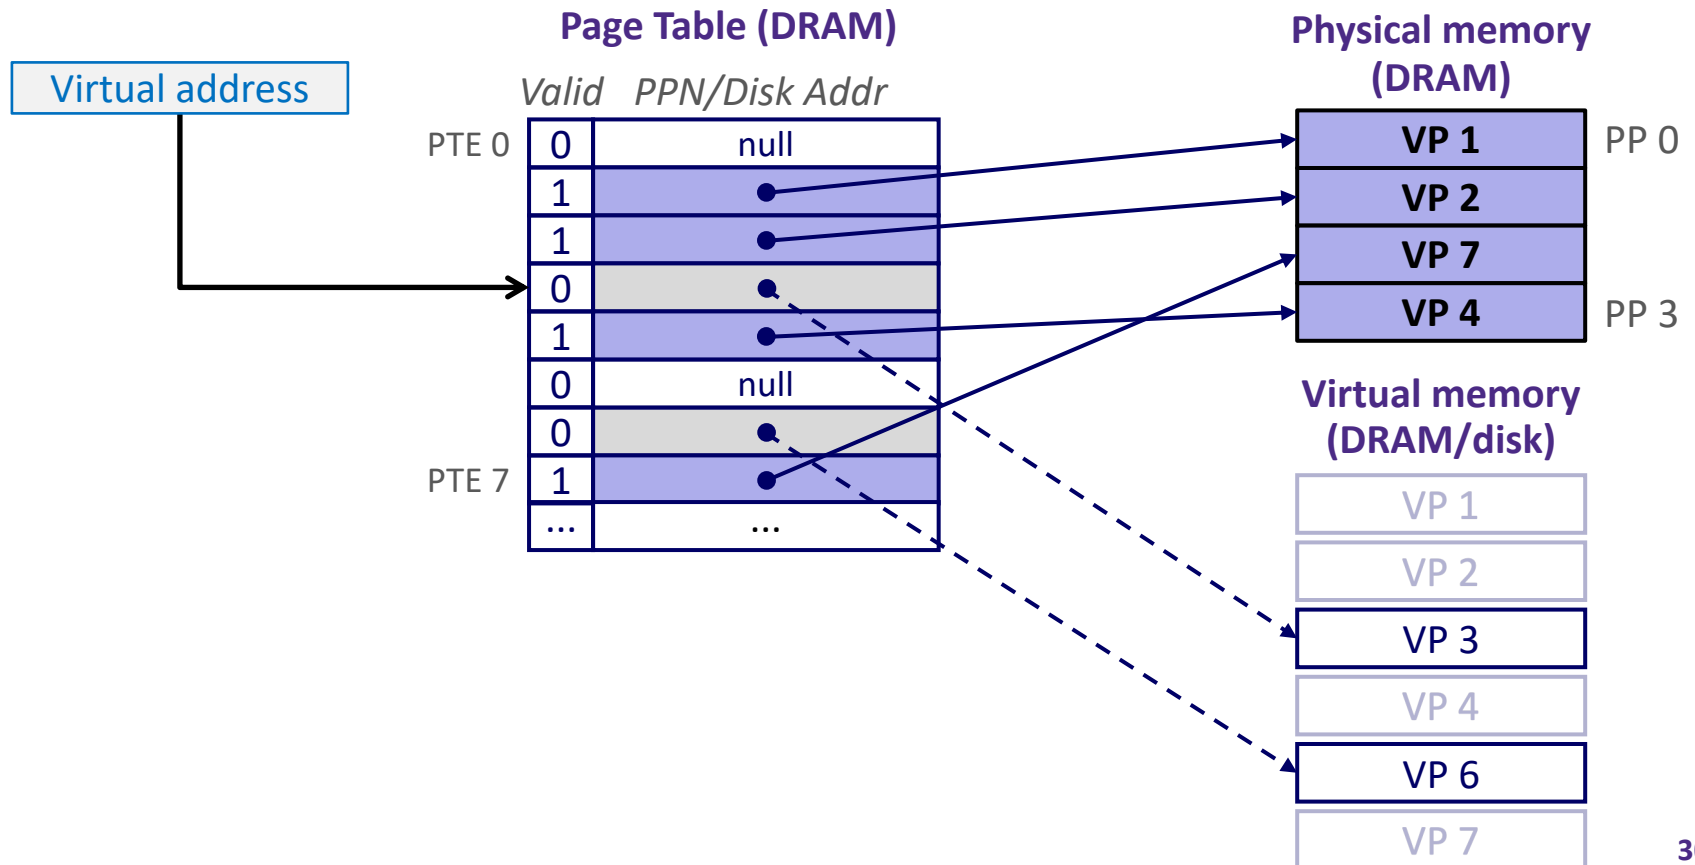 Page Table (DRAM)
Physical memory
(DRAM)
Virtual address
Valid PPN/Disk Addr
PTE 0 0 null
1
1
0
1
0 null
0
PTE 7 1
... ...
VP 1 PP 0
VP 2
VP 7
VP 4 PP 3
Virtual memory
(DRAM/disk)
VP 1
VP 2
VP 3
VP 4
VP 6
VP 7